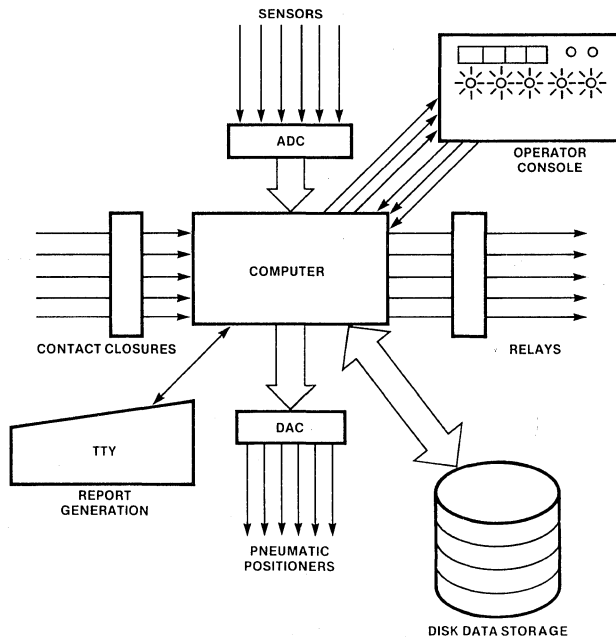 SENSORS
ADC
OPERATOR
CONSOLE
COMPUTER
CONTACT CLOSURES
RELAYS
TTY
DAC
REPORT
GENERATION
PNEUMATIC
POSITIONERS
DISK DATA STORAGE